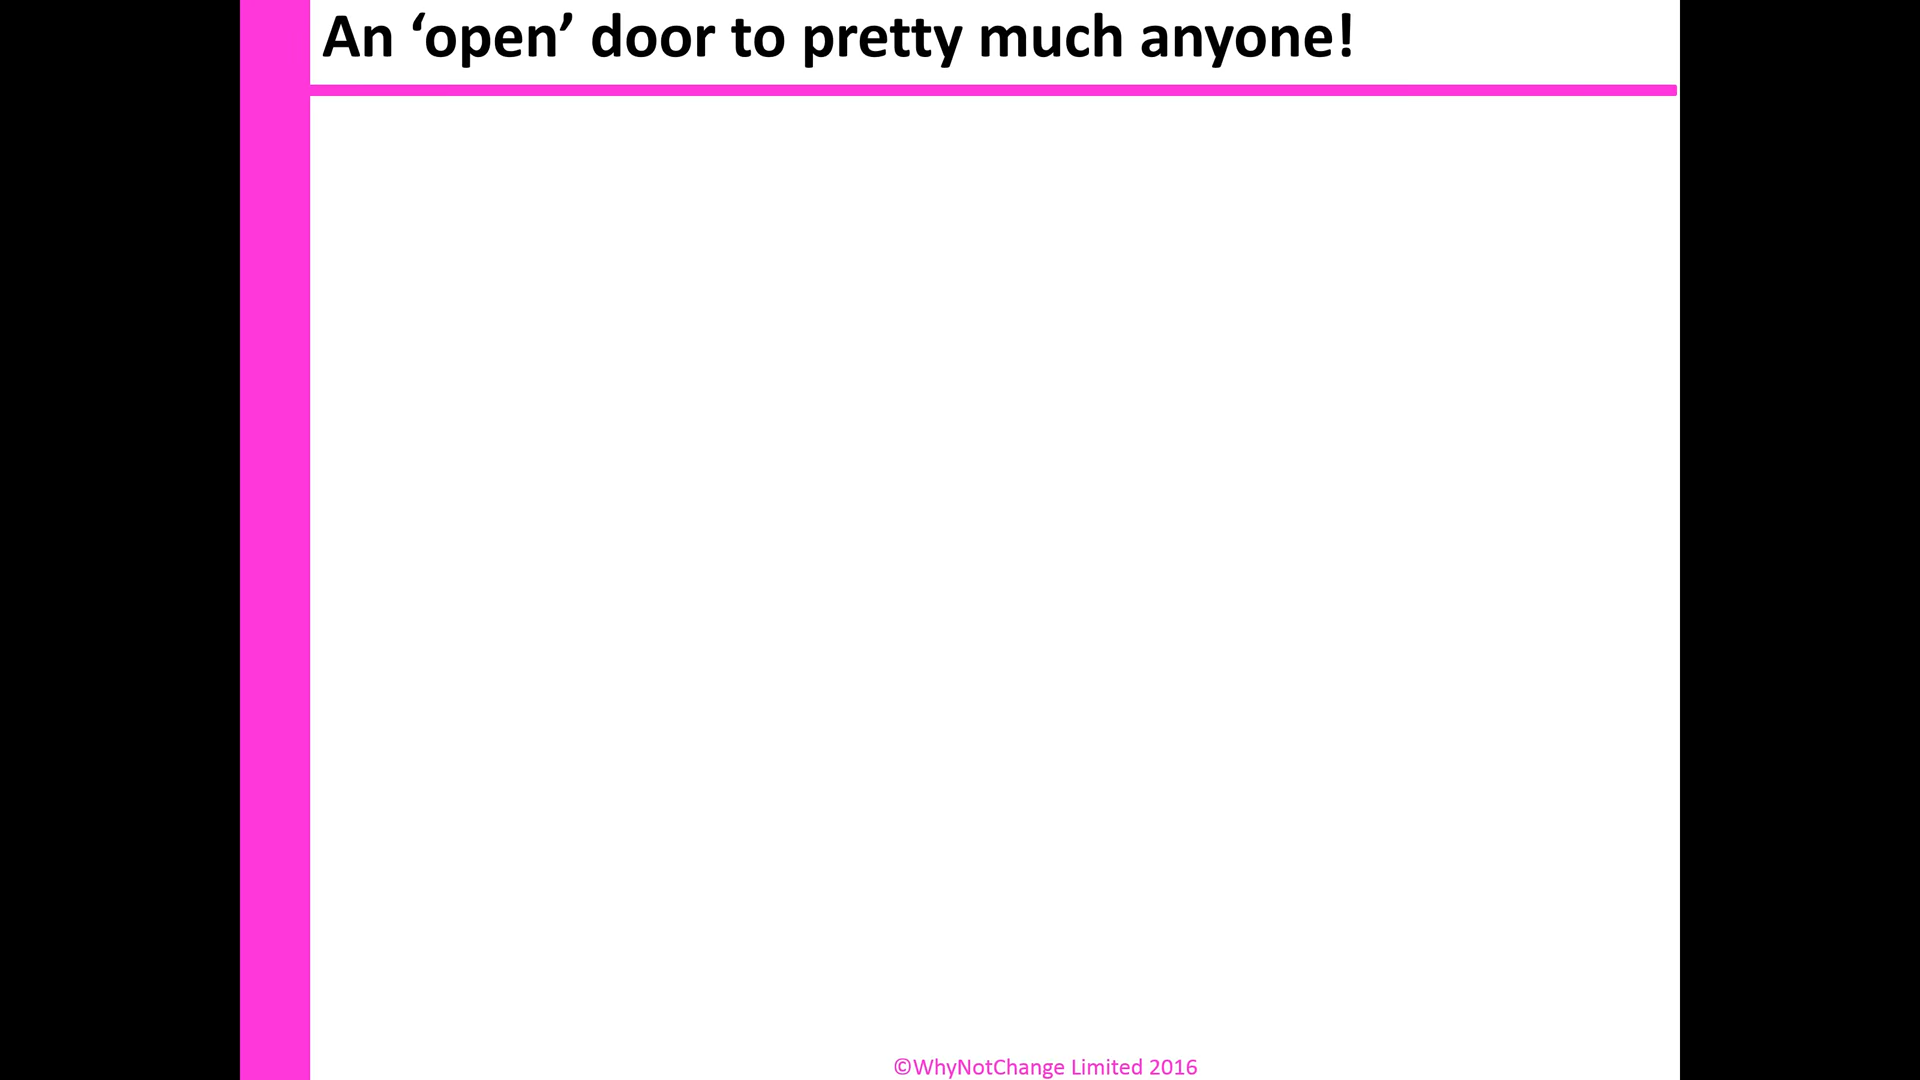 An ‘open’ door to pretty much anyone!
©WhyNotChange Limited 2016